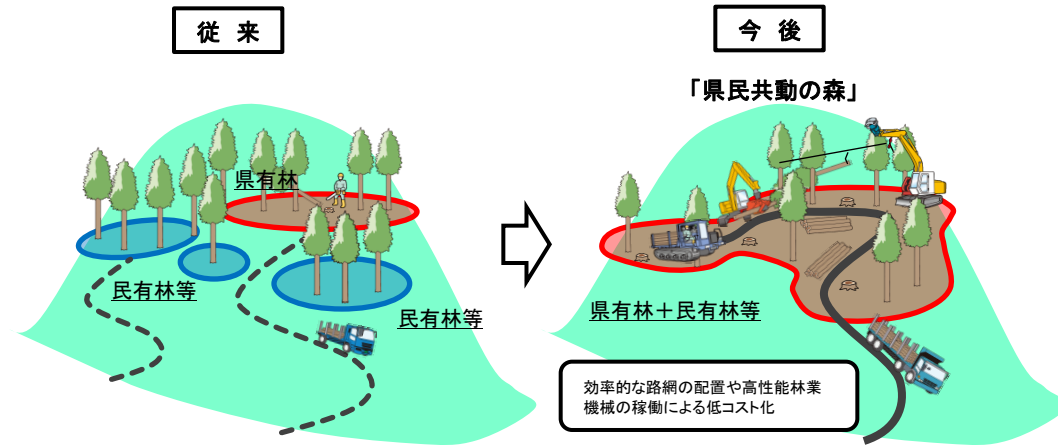 従 来
今 後
「県民共動の森」
県有林
民有林等
民有林等
県有林＋民有林等
効率的な路網の配置や高性能林業
機械の稼働による低コスト化